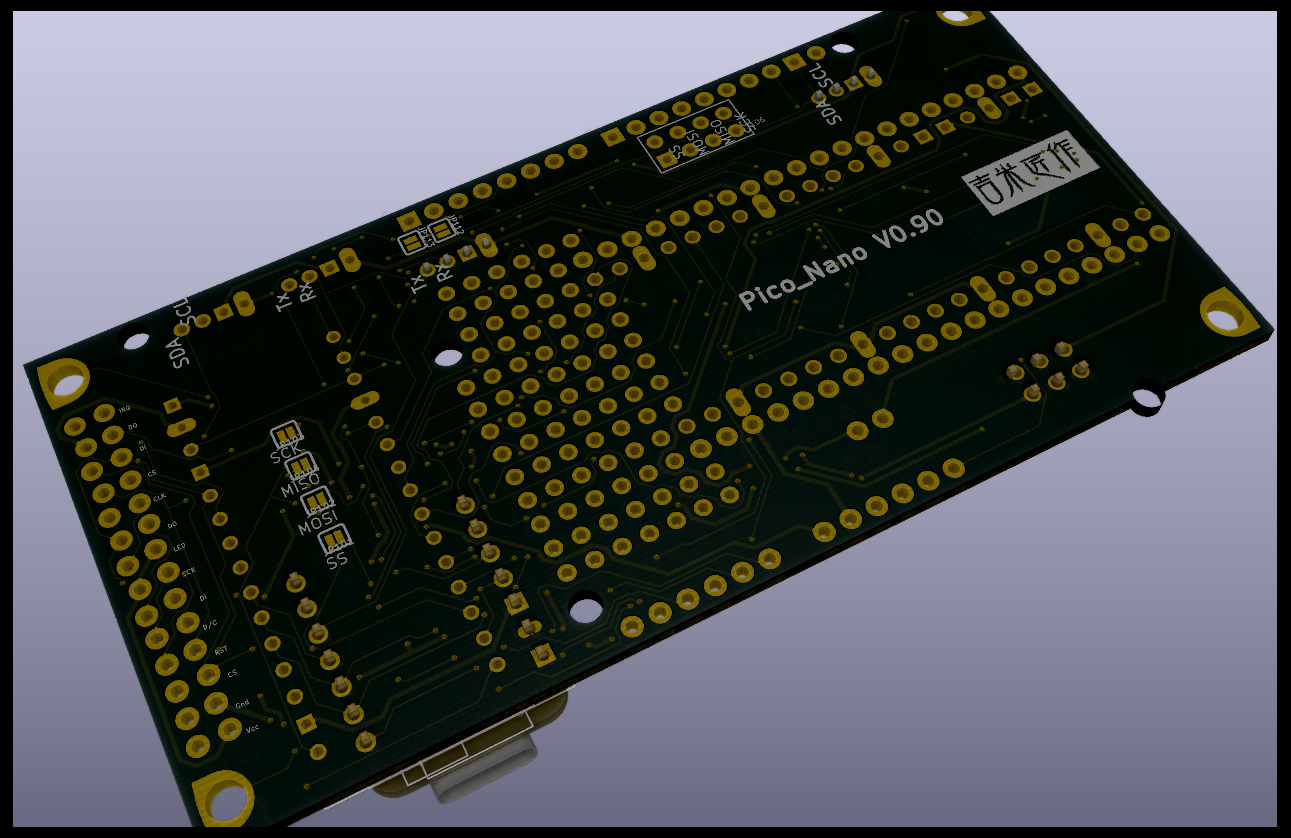 SCL
SDA
SCK
MISO
MOSI
SS
吉米匠作
Pico_Nano V0.90
TX
RX
TX
RX
SCL
SDA
IRQ
DO
DI
CS
CLK
DO
LED
SCK
DI
D/C
RST
CS
Gnd
Vcc
SCK
MISO
MOSI
SS